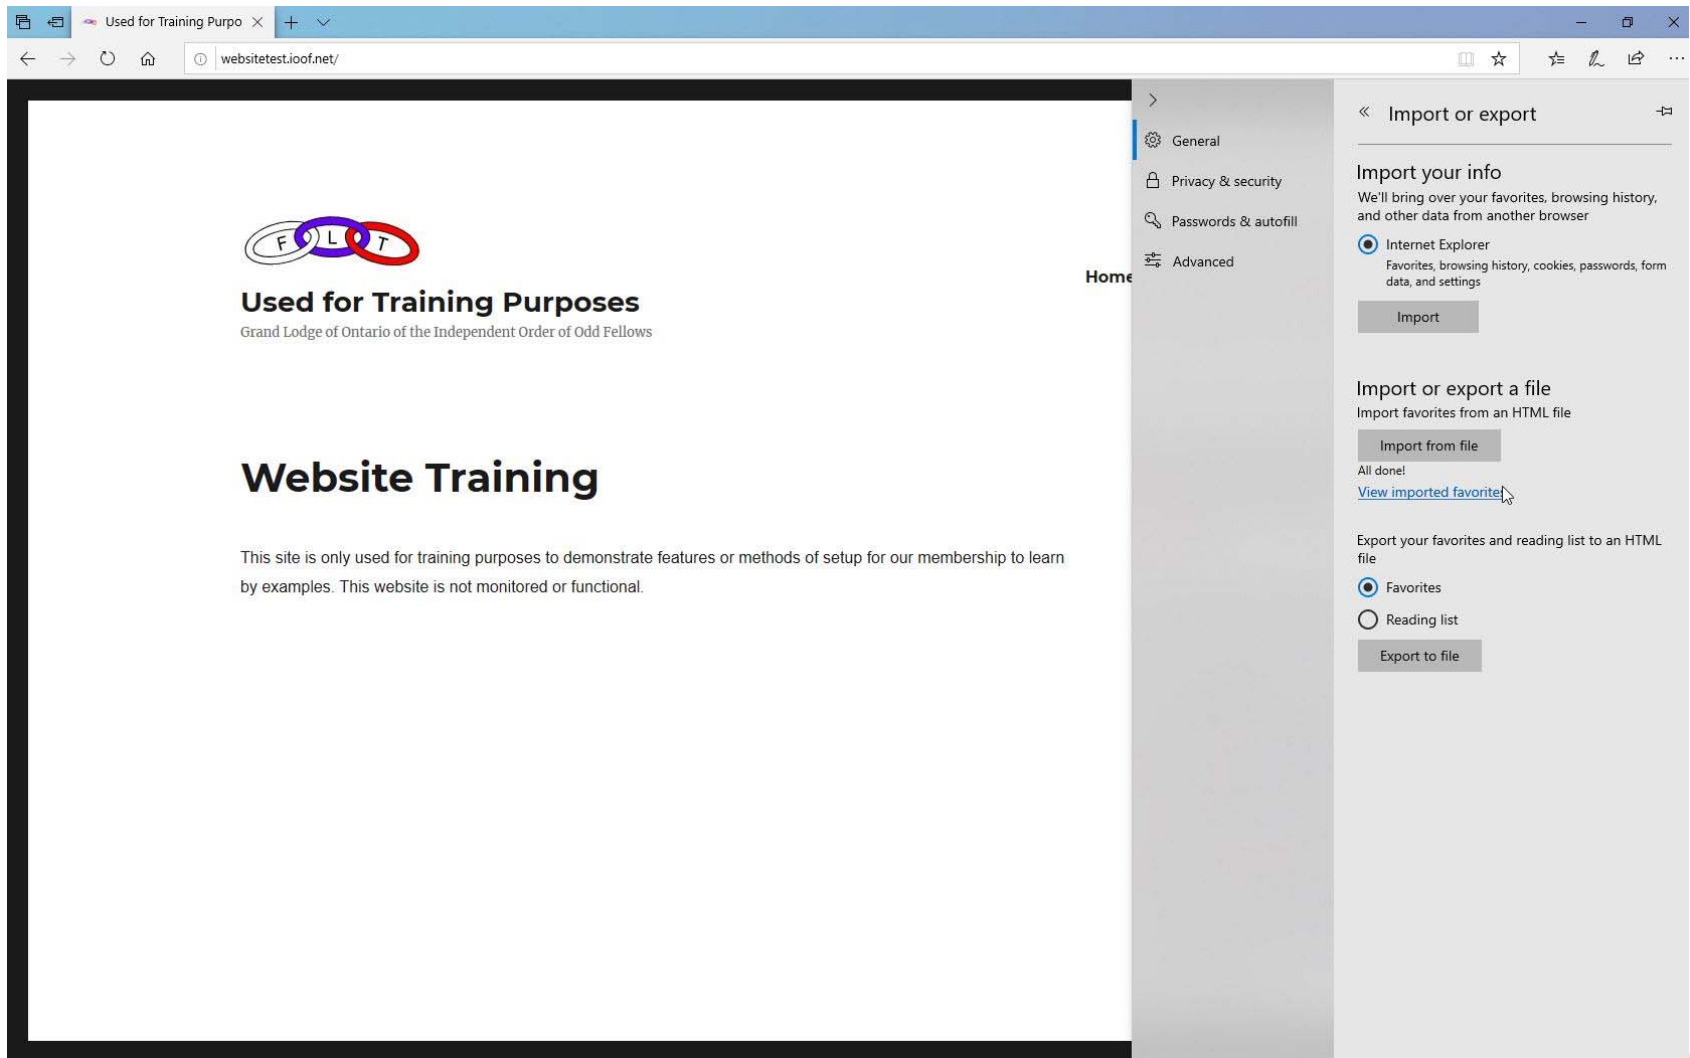 Used for Training Purpo
websitetest.ioof.net/
F L T
Used for Training Purposes
Grand Lodge of Ontario of the Independent Order of Odd Fellows
Home
Website Training
This site is only used for training purposes to demonstrate features or methods of setup for our membership to learn
by examples. This website is not monitored or functional.
General
Privacy & security
Passwords & autofill
Advanced
Import or export
Import your info
We'll bring over your favorites, browsing history,
and other data from another browser
Internet Explorer
Favorites, browsing history, cookies, passwords, form
data, and settings
Import
Import or export a file
Import favorites from an HTML file
Import from file
All done!
View imported favorites
Export your favorites and reading list to an HTML
file
Favorites
Reading list
Export to file